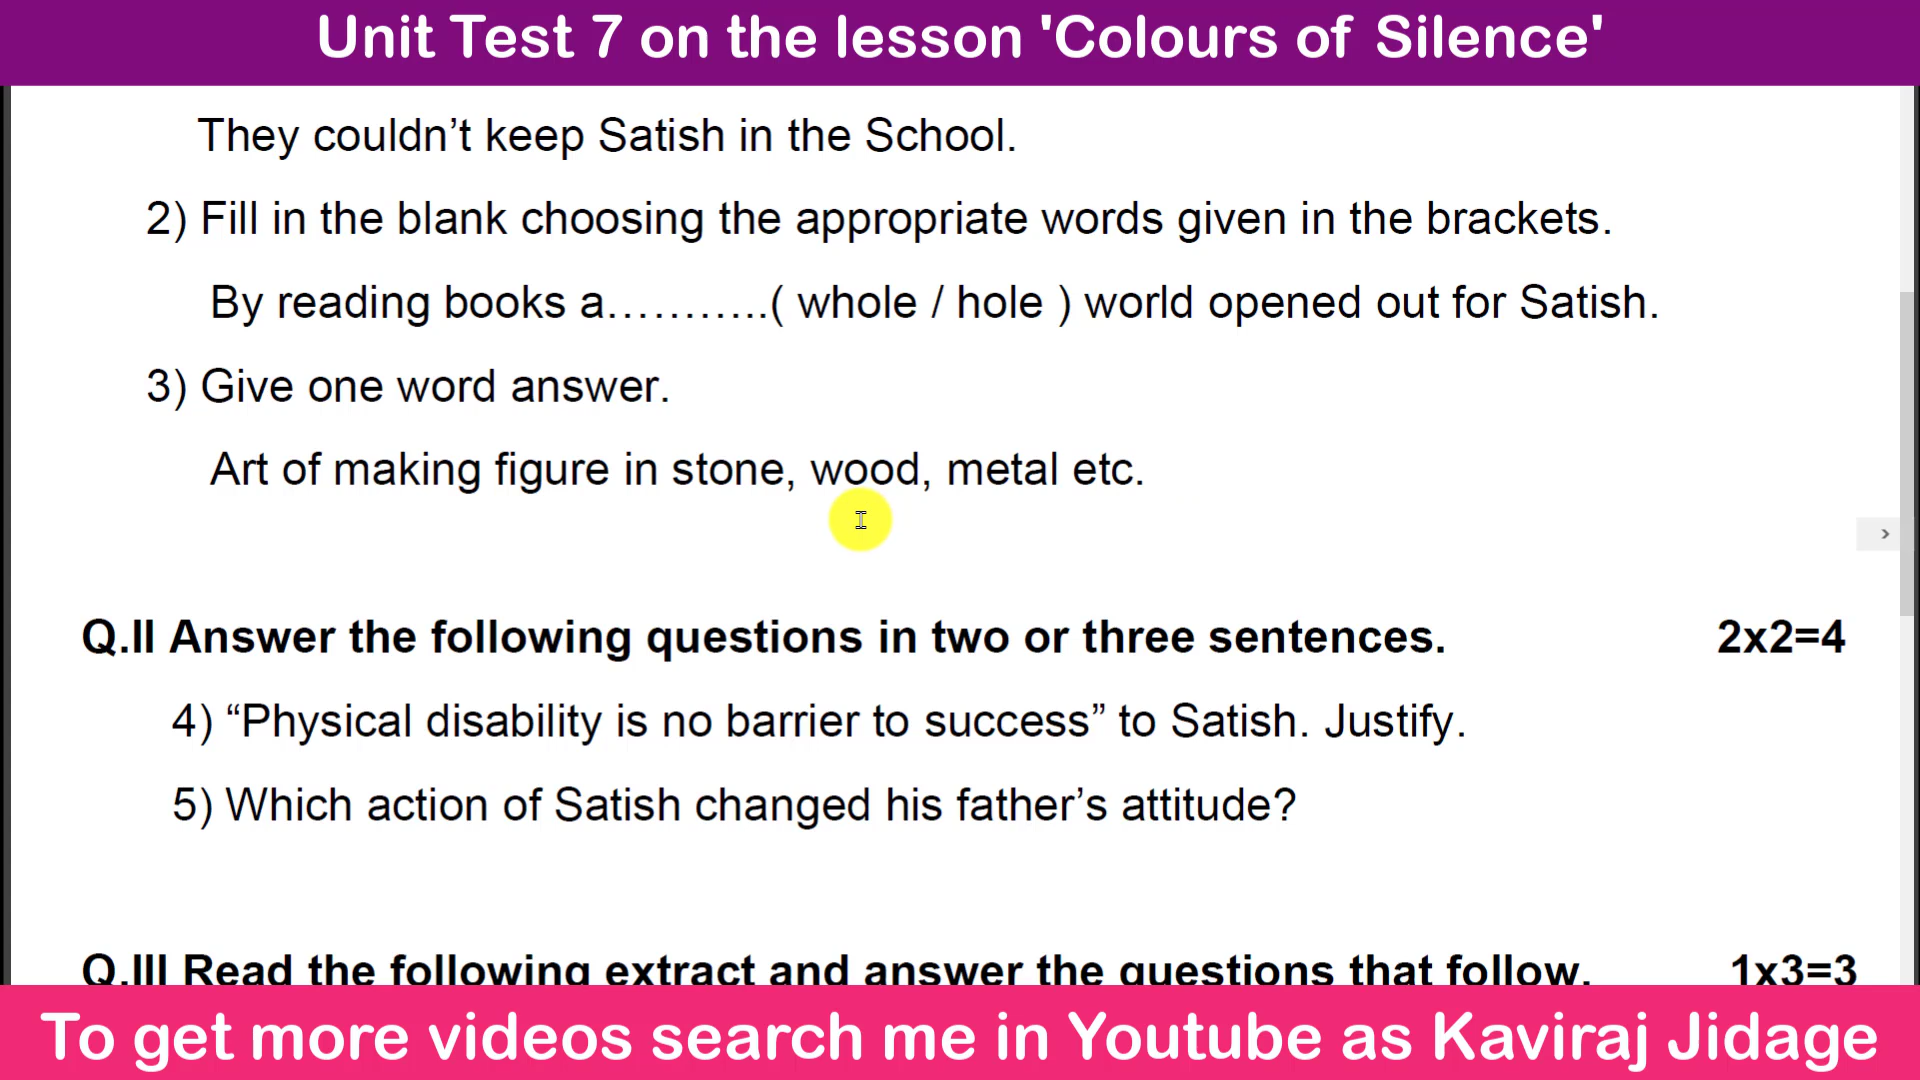 Unit Test 7 on the lesson 'Colours of Silence'
They couldn’t keep Satish in the School.
2) Fill in the blank choosing the appropriate words given in the brackets.
By reading books a………..( whole / hole ) world opened out for Satish.
3) Give one word answer.
Art of making figure in stone, wood, metal etc.
Q.II Answer the following questions in two or three sentences. 2x2=4
4) “Physical disability is no barrier to success” to Satish. Justify.
5) Which action of Satish changed his father’s attitude?
Q.III Read the following extract and answer the questions that follow. 1x3=3
To get more videos search me in Youtube as Kaviraj Jidage